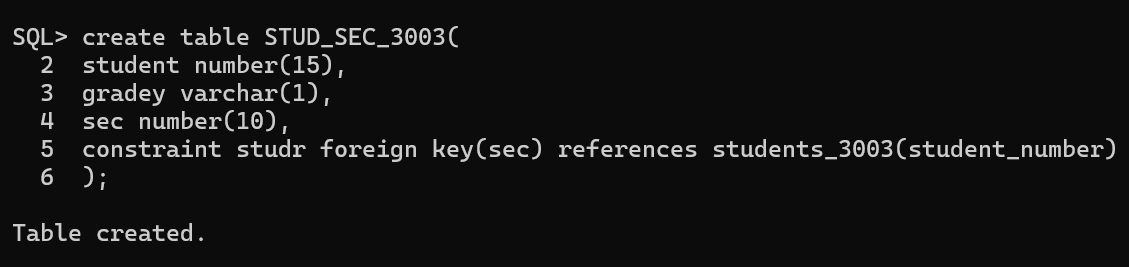 SQL> create table STUD_SEC_3003(
2 student number(15),
3 gradey varchar(1),
4 sec number(10),
5 constraint studr foreign key(sec) references students_3003(student_number)
6 );
Table created.